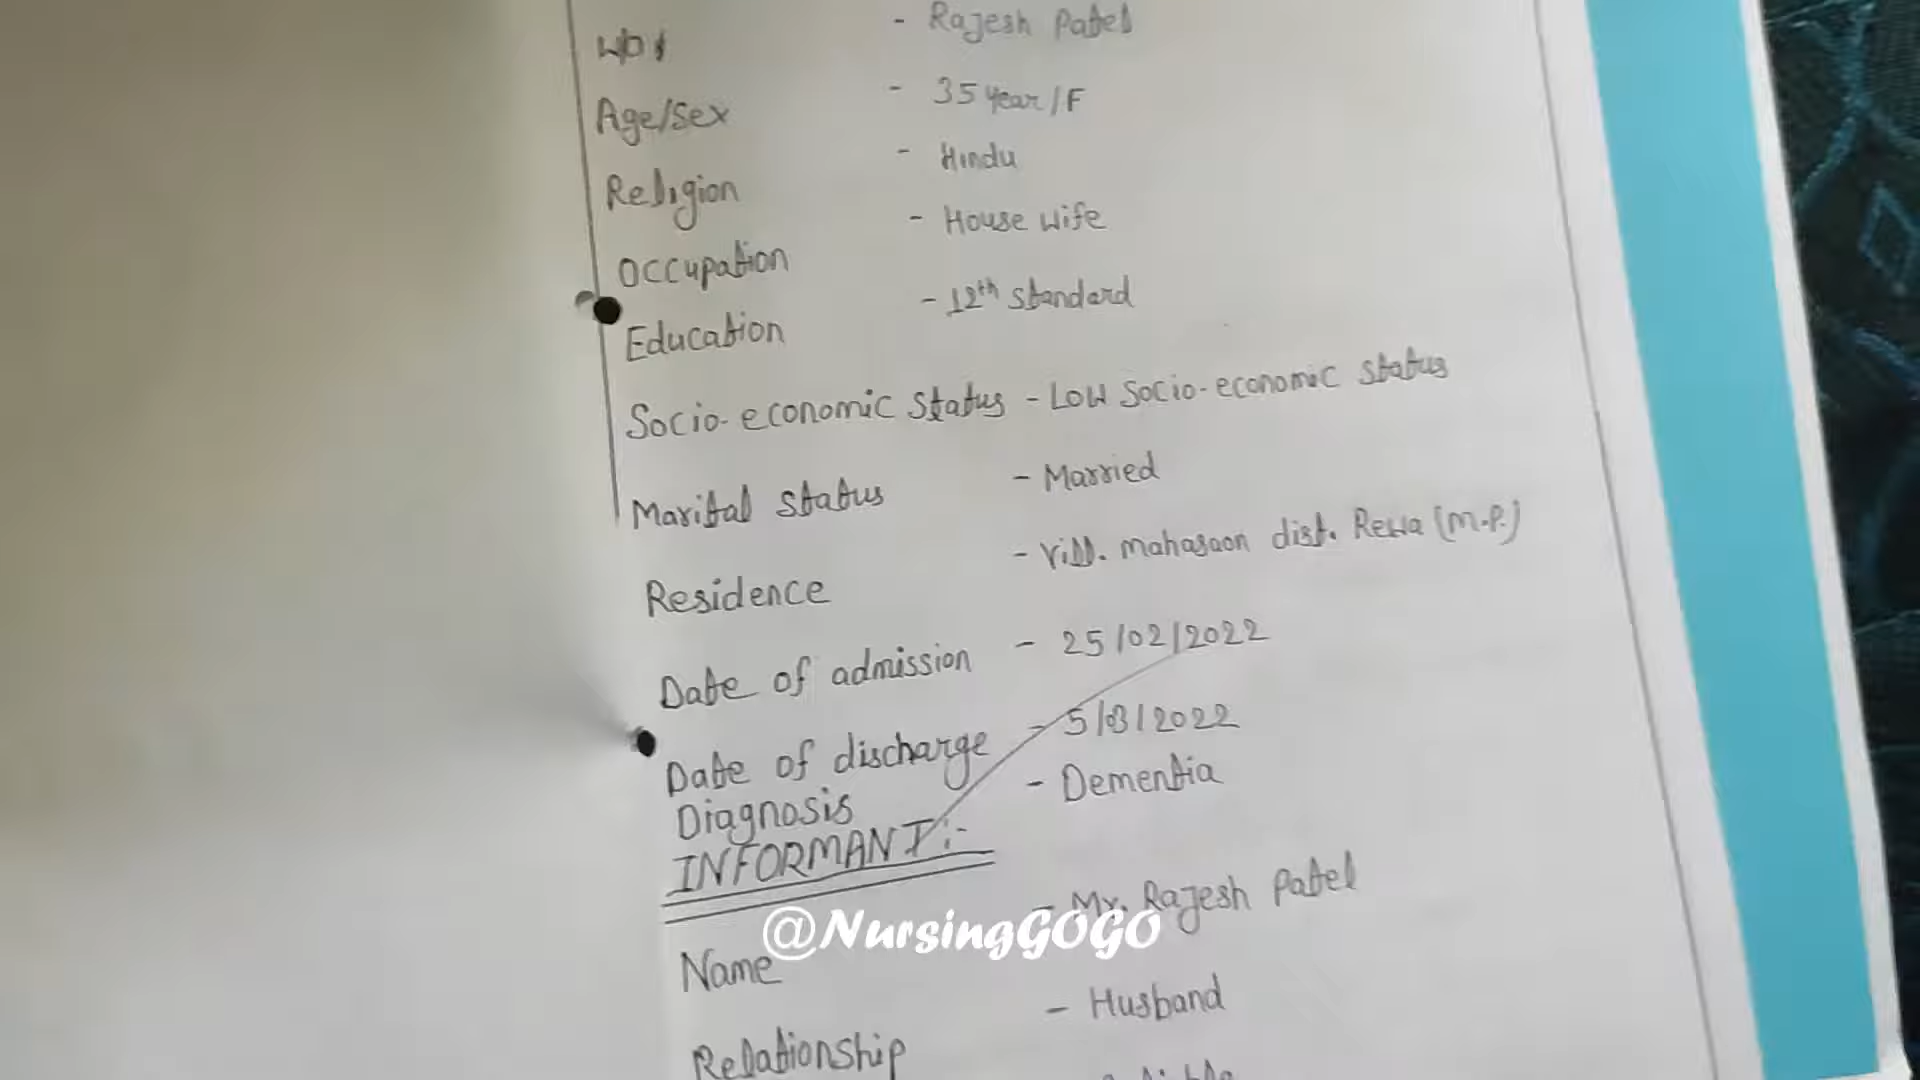 W/O - Rajesh Patel
Age/Sex - 35 year/F
Religion - Hindu
Occupation - House wife
Education - 12th standard
Socio-economic Status - Low Socio-economic status
Marital status - Married
Residence - Vill. mahasaon dist. Rewa (M.P.)
Date of admission - 25/02/2022
Date of discharge - 5/03/2022
Diagnosis - Dementia
INFORMANT:-
Name - Mr. Rajesh Patel
@NursingGOGO
Relationship - Husband